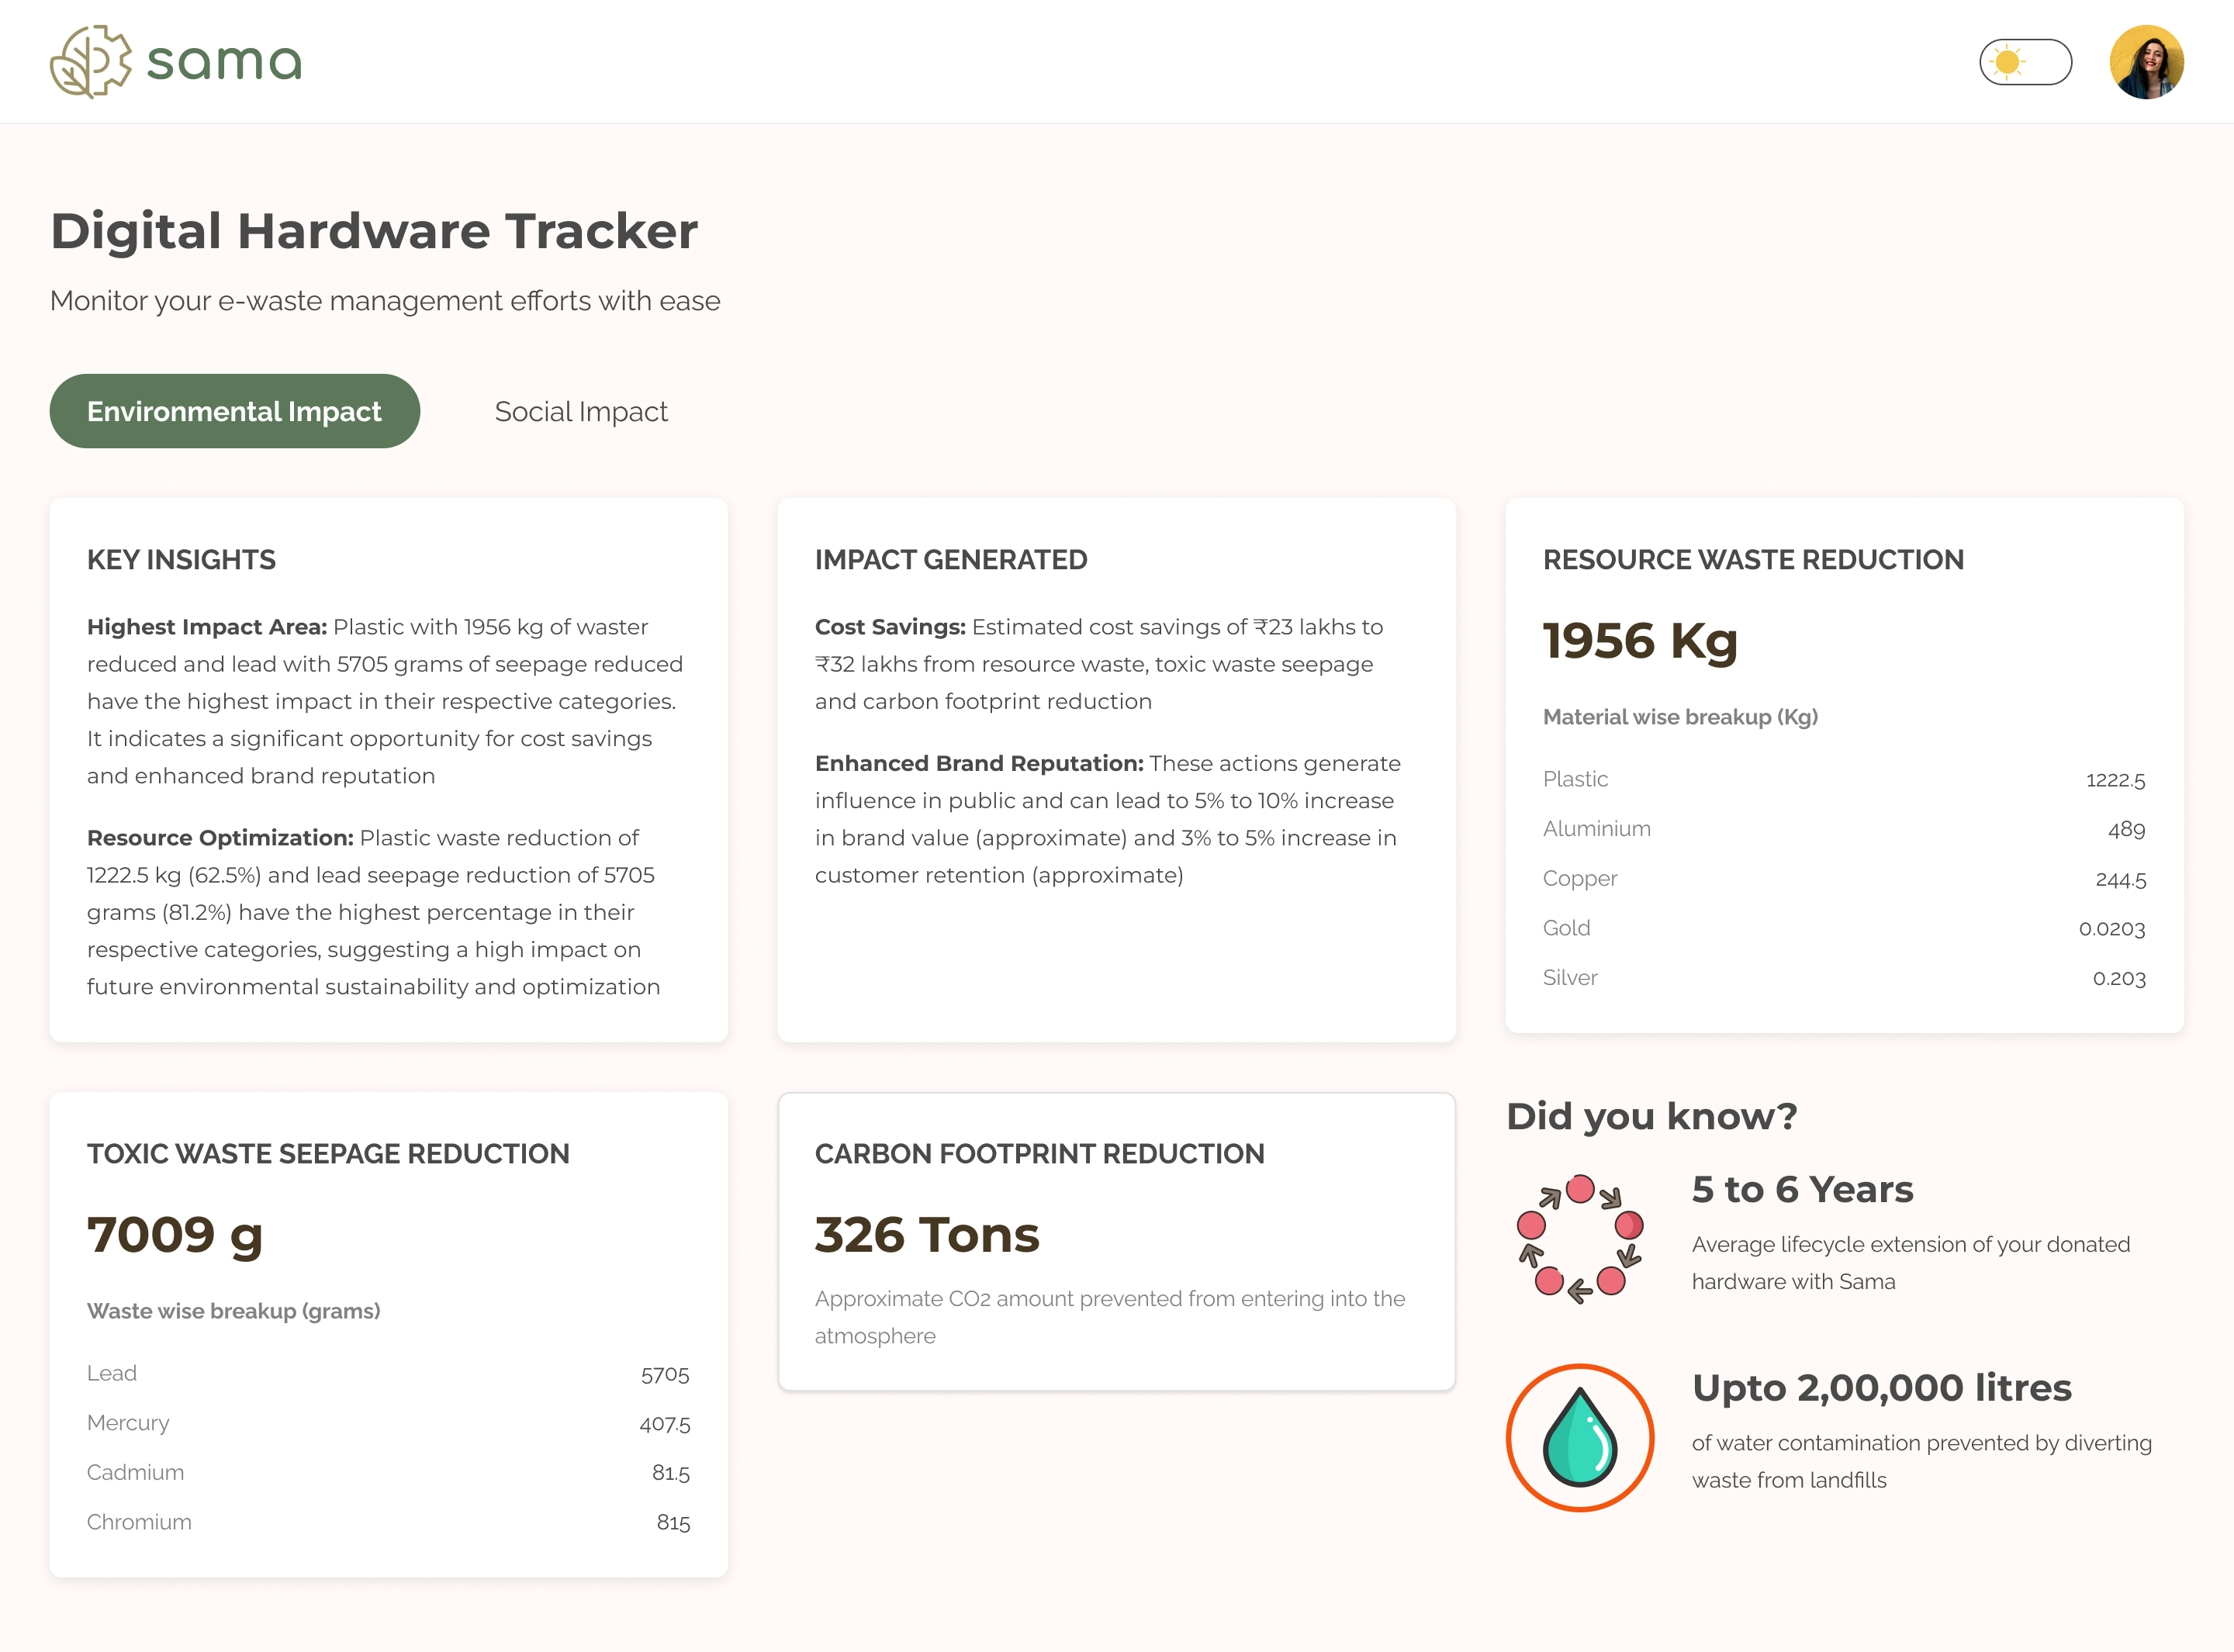 sama
Digital Hardware Tracker
Monitor your e-waste management efforts with ease
Environmental Impact
Social Impact
KEY INSIGHTS
Highest Impact Area: Plastic with 1956 kg of waster
reduced and lead with 5705 grams of seepage reduced
have the highest impact in their respective categories.
It indicates a significant opportunity for cost savings
and enhanced brand reputation
Resource Optimization: Plastic waste reduction of
1222.5 kg (62.5%) and lead seepage reduction of 5705
grams (81.2%) have the highest percentage in their
respective categories, suggesting a high impact on
future environmental sustainability and optimization
IMPACT GENERATED
Cost Savings: Estimated cost savings of ₹23 lakhs to
₹32 lakhs from resource waste, toxic waste seepage
and carbon footprint reduction
Enhanced Brand Reputation: These actions generate
influence in public and can lead to 5% to 10% increase
in brand value (approximate) and 3% to 5% increase in
customer retention (approximate)
RESOURCE WASTE REDUCTION
1956 Kg
Material wise breakup (Kg)
Plastic 1222.5
Aluminium 489
Copper 244.5
Gold 0.0203
Silver 0.203
TOXIC WASTE SEEPAGE REDUCTION
7009 g
Waste wise breakup (grams)
Lead 5705
Mercury 407.5
Cadmium 81.5
Chromium 815
CARBON FOOTPRINT REDUCTION
326 Tons
Approximate CO2 amount prevented from entering into the
atmosphere
Did you know?
5 to 6 Years
Average lifecycle extension of your donated
hardware with Sama
Upto 2,00,000 litres
of water contamination prevented by diverting
waste from landfills